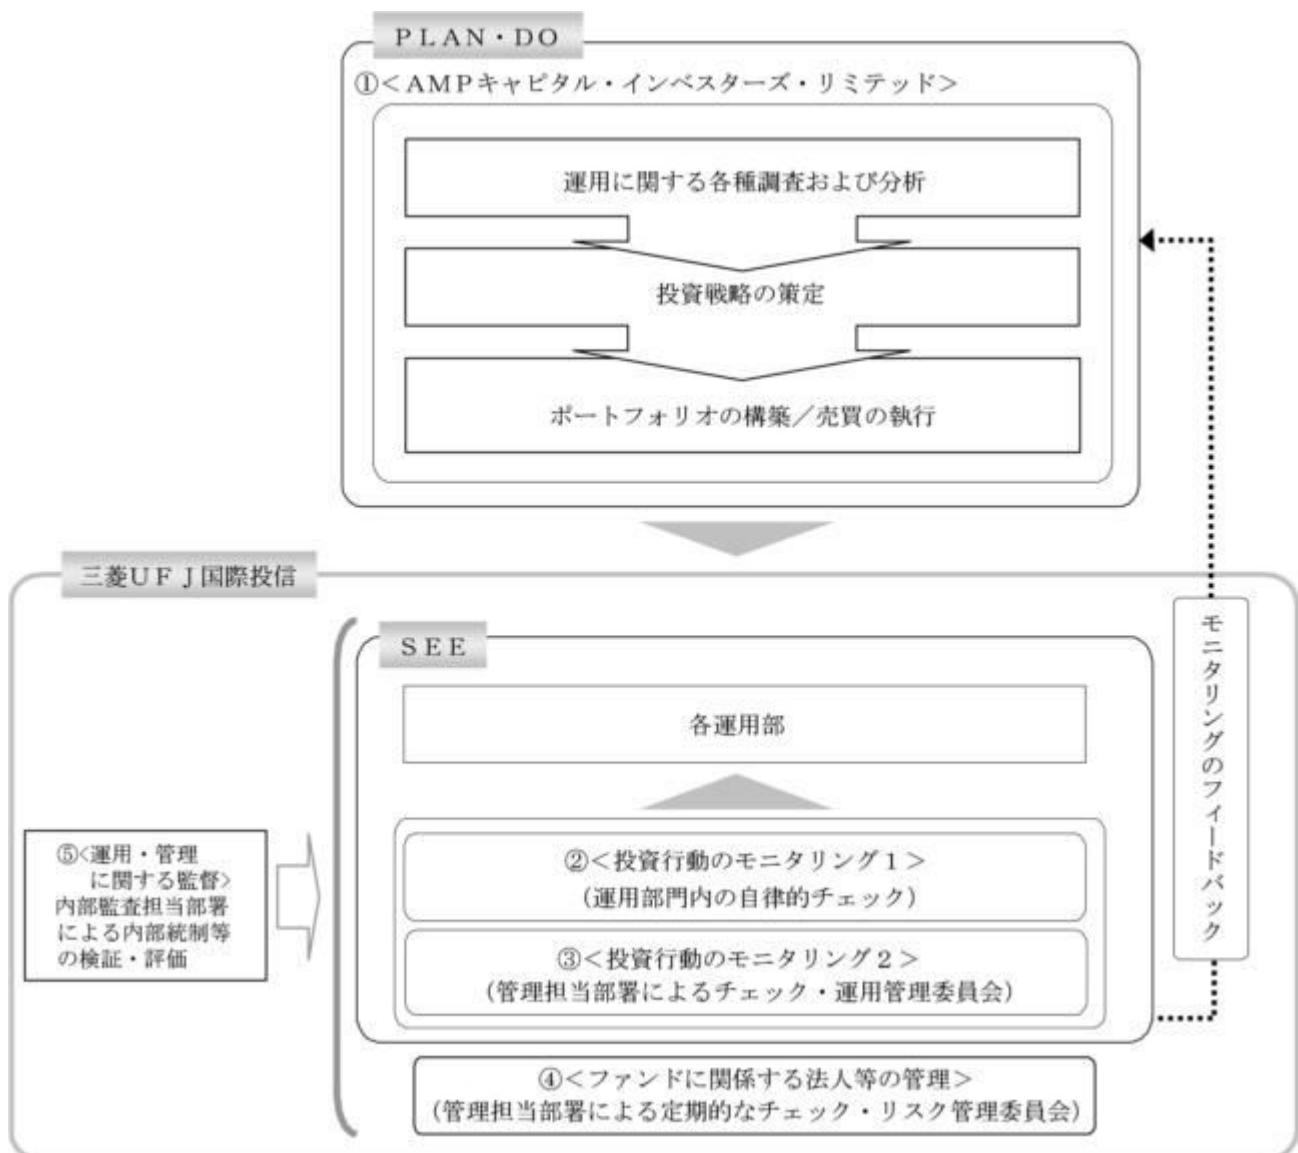 ＰＬＡＮ・ＤＯ
①＜ＡＭＰキャピタル・インベスターズ・リミテッド＞
運用に関する各種調査および分析
投資戦略の策定
ポートフォリオの構築／売買の執行
三菱ＵＦＪ国際投信
ＳＥＥ
各運用部
モニタリングのフィードバック
②＜投資行動のモニタリング１＞
（運用部門内の自律的チェック）
③＜投資行動のモニタリング２＞
（管理担当部署によるチェック・運用管理委員会）
⑤<運用・管理
に関する監督>
内部監査担当部署
による内部統制等
の検証・評価
④＜ファンドに関係する法人等の管理＞
（管理担当部署による定期的なチェック・リスク管理委員会）